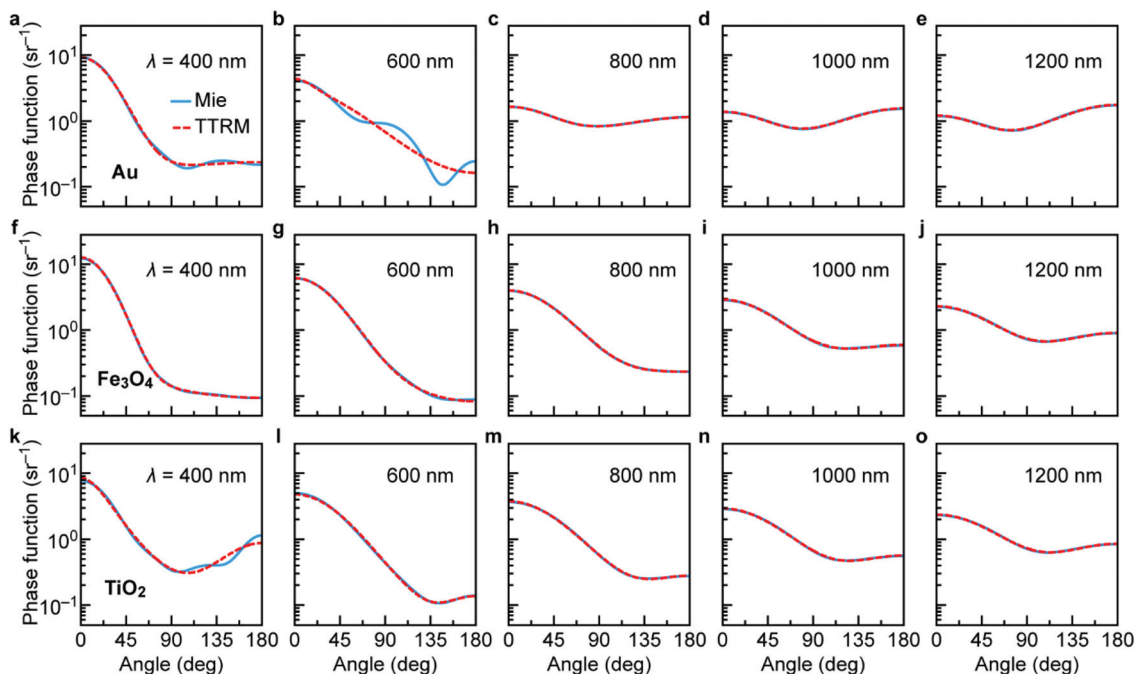 a b c d e
Phase function (sr⁻¹)
10¹
10⁰
10⁻¹
λ = 400 nm
Mie
TTRM
Au
600 nm
800 nm
1000 nm
1200 nm
f g h i j
Phase function (sr⁻¹)
10¹
10⁰
10⁻¹
λ = 400 nm
Fe₃O₄
600 nm
800 nm
1000 nm
1200 nm
k l m n o
Phase function (sr⁻¹)
10¹
10⁰
10⁻¹
λ = 400 nm
TiO₂
600 nm
800 nm
1000 nm
1200 nm
0 45 90 135 180
0 45 90 135 180
0 45 90 135 180
0 45 90 135 180
0 45 90 135 180
Angle (deg)
Angle (deg)
Angle (deg)
Angle (deg)
Angle (deg)